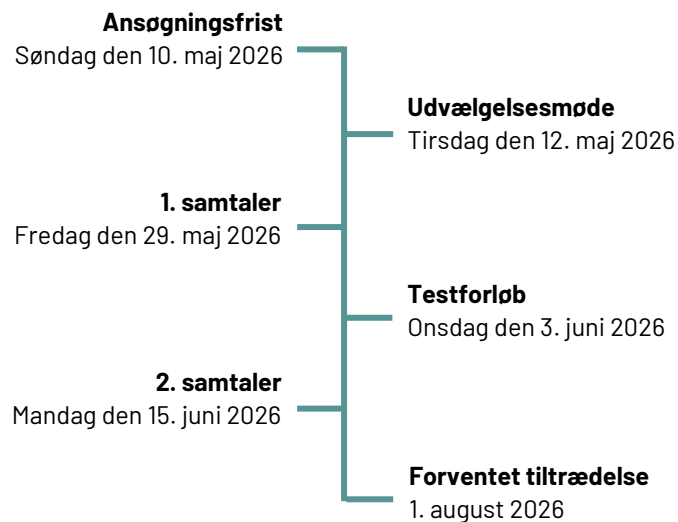 Ansøgningsfrist
Søndag den 10. maj 2026
Udvælgelsesmøde
Tirsdag den 12. maj 2026
1. samtaler
Fredag den 29. maj 2026
Testforløb
Onsdag den 3. juni 2026
2. samtaler
Mandag den 15. juni 2026
Forventet tiltrædelse
1. august 2026